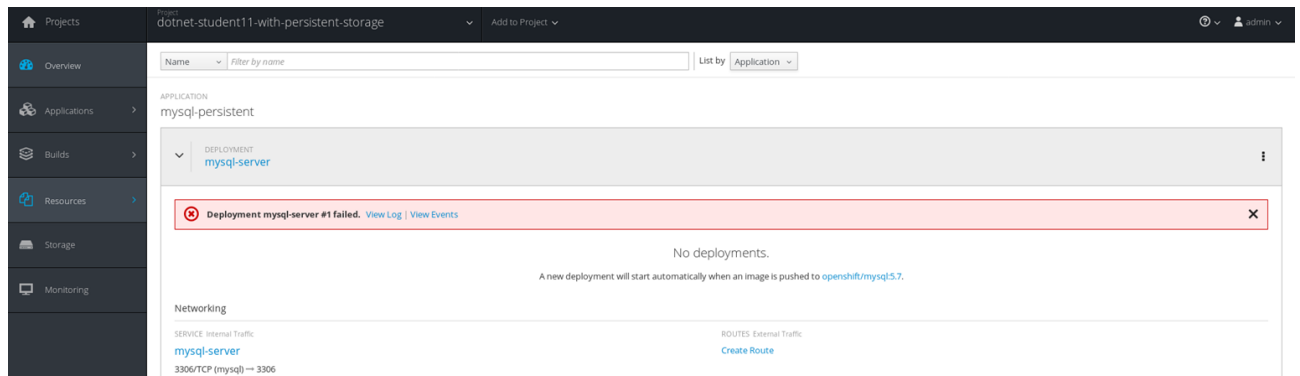 Projects
Project
dotnet-student11-with-persistent-storage
Add to Project
admin
Overview
Name
Filter by name
List by
Application
Applications
APPLICATION
mysql-persistent
Builds
DEPLOYMENT
mysql-server
Resources
Deployment mysql-server #1 failed. View Log | View Events
Storage
No deployments.
A new deployment will start automatically when an image is pushed to openshift/mysql:5.7.
Monitoring
Networking
SERVICE Internal Traffic
ROUTES External Traffic
mysql-server
Create Route
3306/TCP (mysql) → 3306